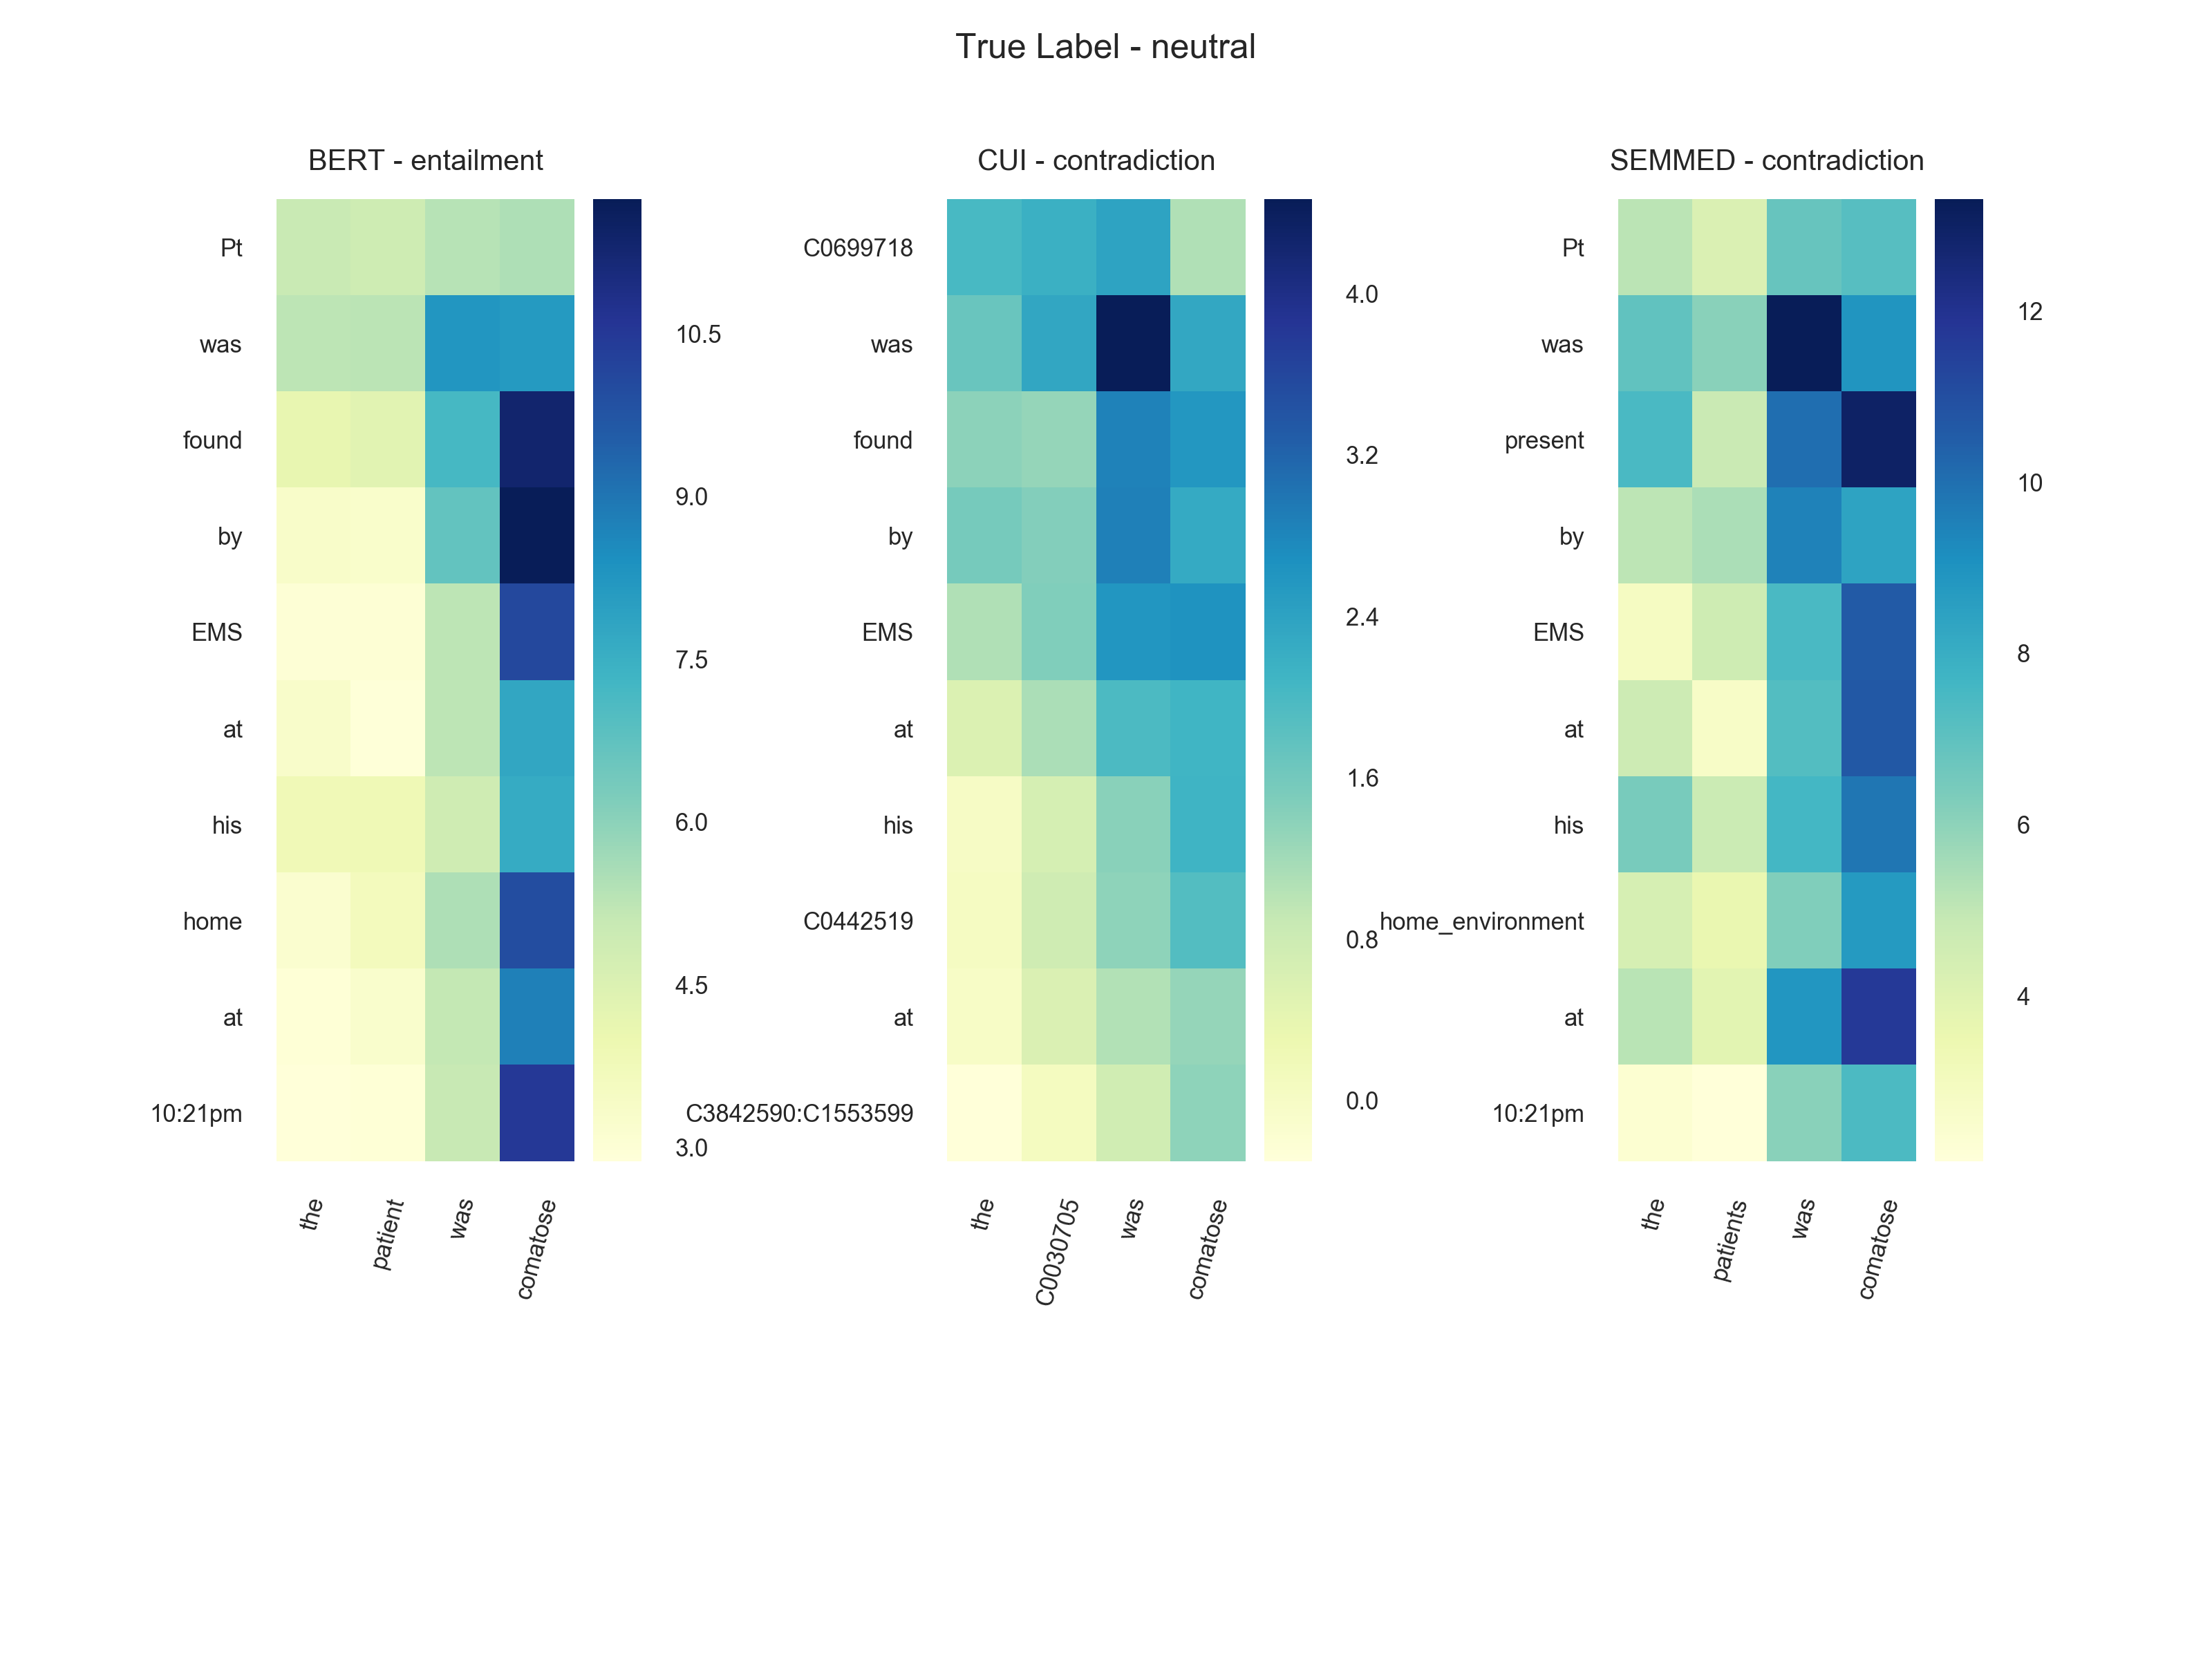 True Label - neutral
BERT - entailment
Pt
was
found
by
EMS
at
his
home
at
10:21pm
the
patient
was
comatose
10.5
9.0
7.5
6.0
4.5
3.0
CUI - contradiction
C0699718
was
found
by
EMS
at
his
C0442519
at
C3842590:C1553599
the
C0030705
was
comatose
4.0
3.2
2.4
1.6
0.8
0.0
SEMMED - contradiction
Pt
was
present
by
EMS
at
his
home_environment
at
10:21pm
the
patients
was
comatose
12
10
8
6
4